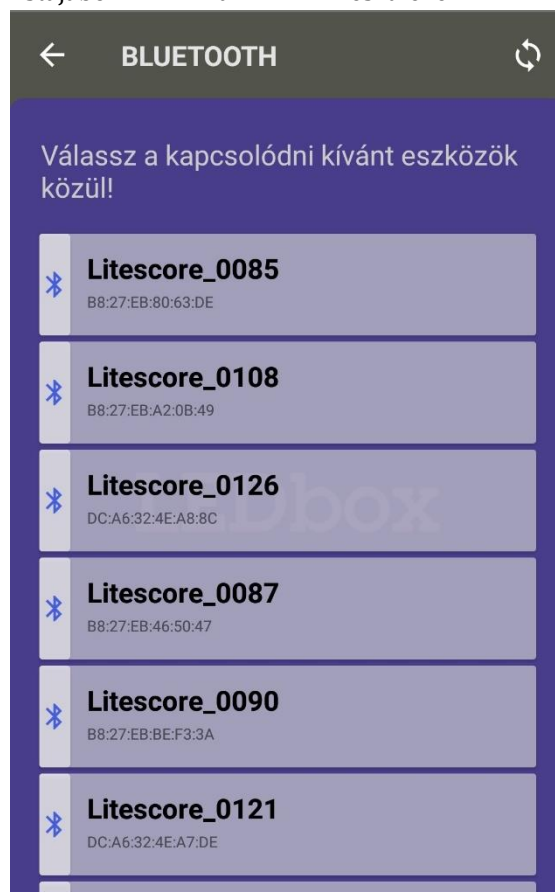 BLUETOOTH
Válassz a kapcsolódni kívánt eszközök
közül!
Litescore_0085
B8:27:EB:80:63:DE
Litescore_0108
B8:27:EB:A2:0B:49
Litescore_0126
DC:A6:32:4E:A8:8C
LEDbox
Litescore_0087
B8:27:EB:46:50:47
Litescore_0090
B8:27:EB:BE:F3:3A
Litescore_0121
DC:A6:32:4E:A7:DE